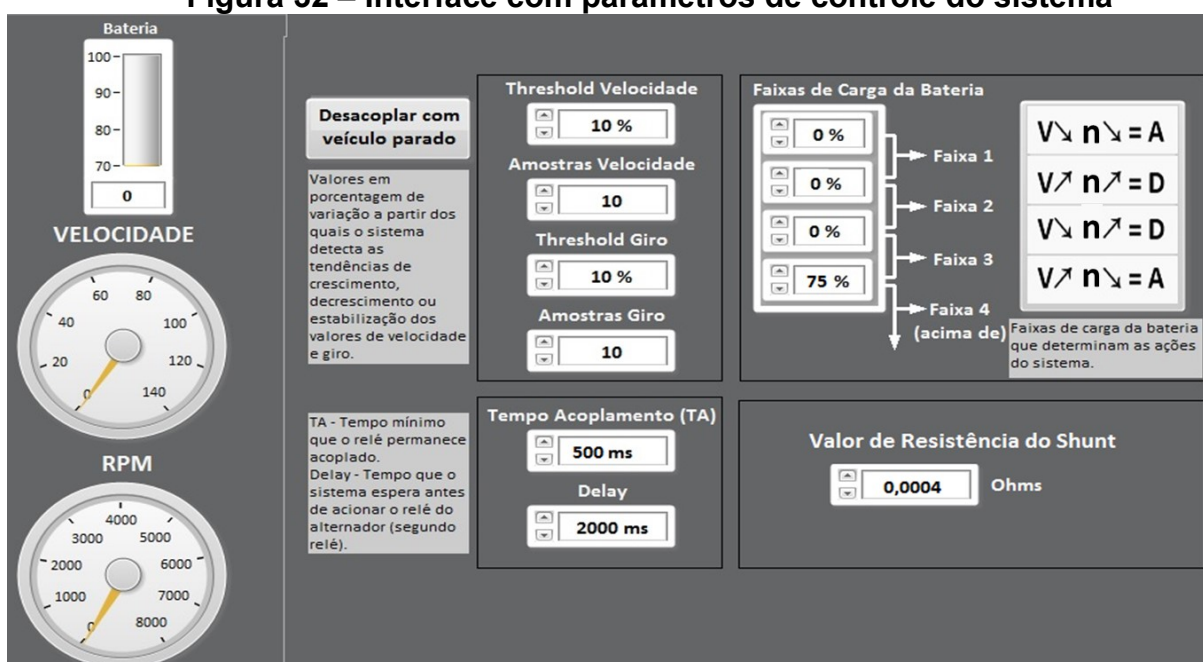 Figura 52 – Interface com parâmetros de controle do sistema
Bateria
100
90
80
70
0
VELOCIDADE
0
20
40
60
80
100
120
140
RPM
0
1000
2000
3000
4000
5000
6000
7000
8000
Desacoplar com
veículo parado
Valores em
porcentagem de
variação a partir dos
quais o sistema
detecta as
tendências de
crescimento,
decrescimento ou
estabilização dos
valores de velocidade
e giro.
Threshold Velocidade
10 %
Amostras Velocidade
10
Threshold Giro
10 %
Amostras Giro
10
Faixas de Carga da Bateria
0 %
0 %
0 %
75 %
Faixa 1
Faixa 2
Faixa 3
Faixa 4
(acima de)
V↘ n↘ = A
V↗ n↗ = D
V↘ n↗ = D
V↗ n↘ = A
Faixas de carga da bateria
que determinam as ações
do sistema.
TA - Tempo mínimo
que o relé permanece
acoplado.
Delay - Tempo que o
sistema espera antes
de acionar o relé do
alternador (segundo
relé).
Tempo Acoplamento (TA)
500 ms
Delay
2000 ms
Valor de Resistência do Shunt
0,0004 Ohms